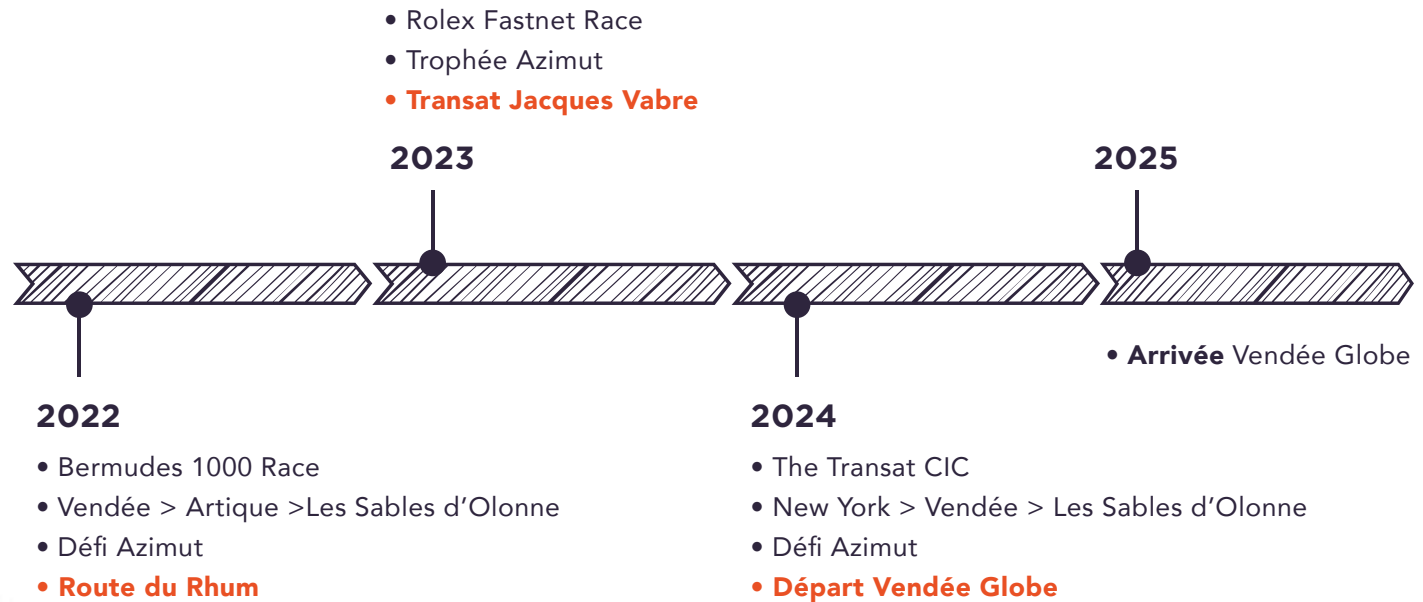 • Rolex Fastnet Race
• Trophée Azimut
• Transat Jacques Vabre
2023
2025
• Arrivée Vendée Globe
2022
• Bermudes 1000 Race
• Vendée > Artique >Les Sables d’Olonne
• Défi Azimut
• Route du Rhum
2024
• The Transat CIC
• New York > Vendée > Les Sables d’Olonne
• Défi Azimut
• Départ Vendée Globe